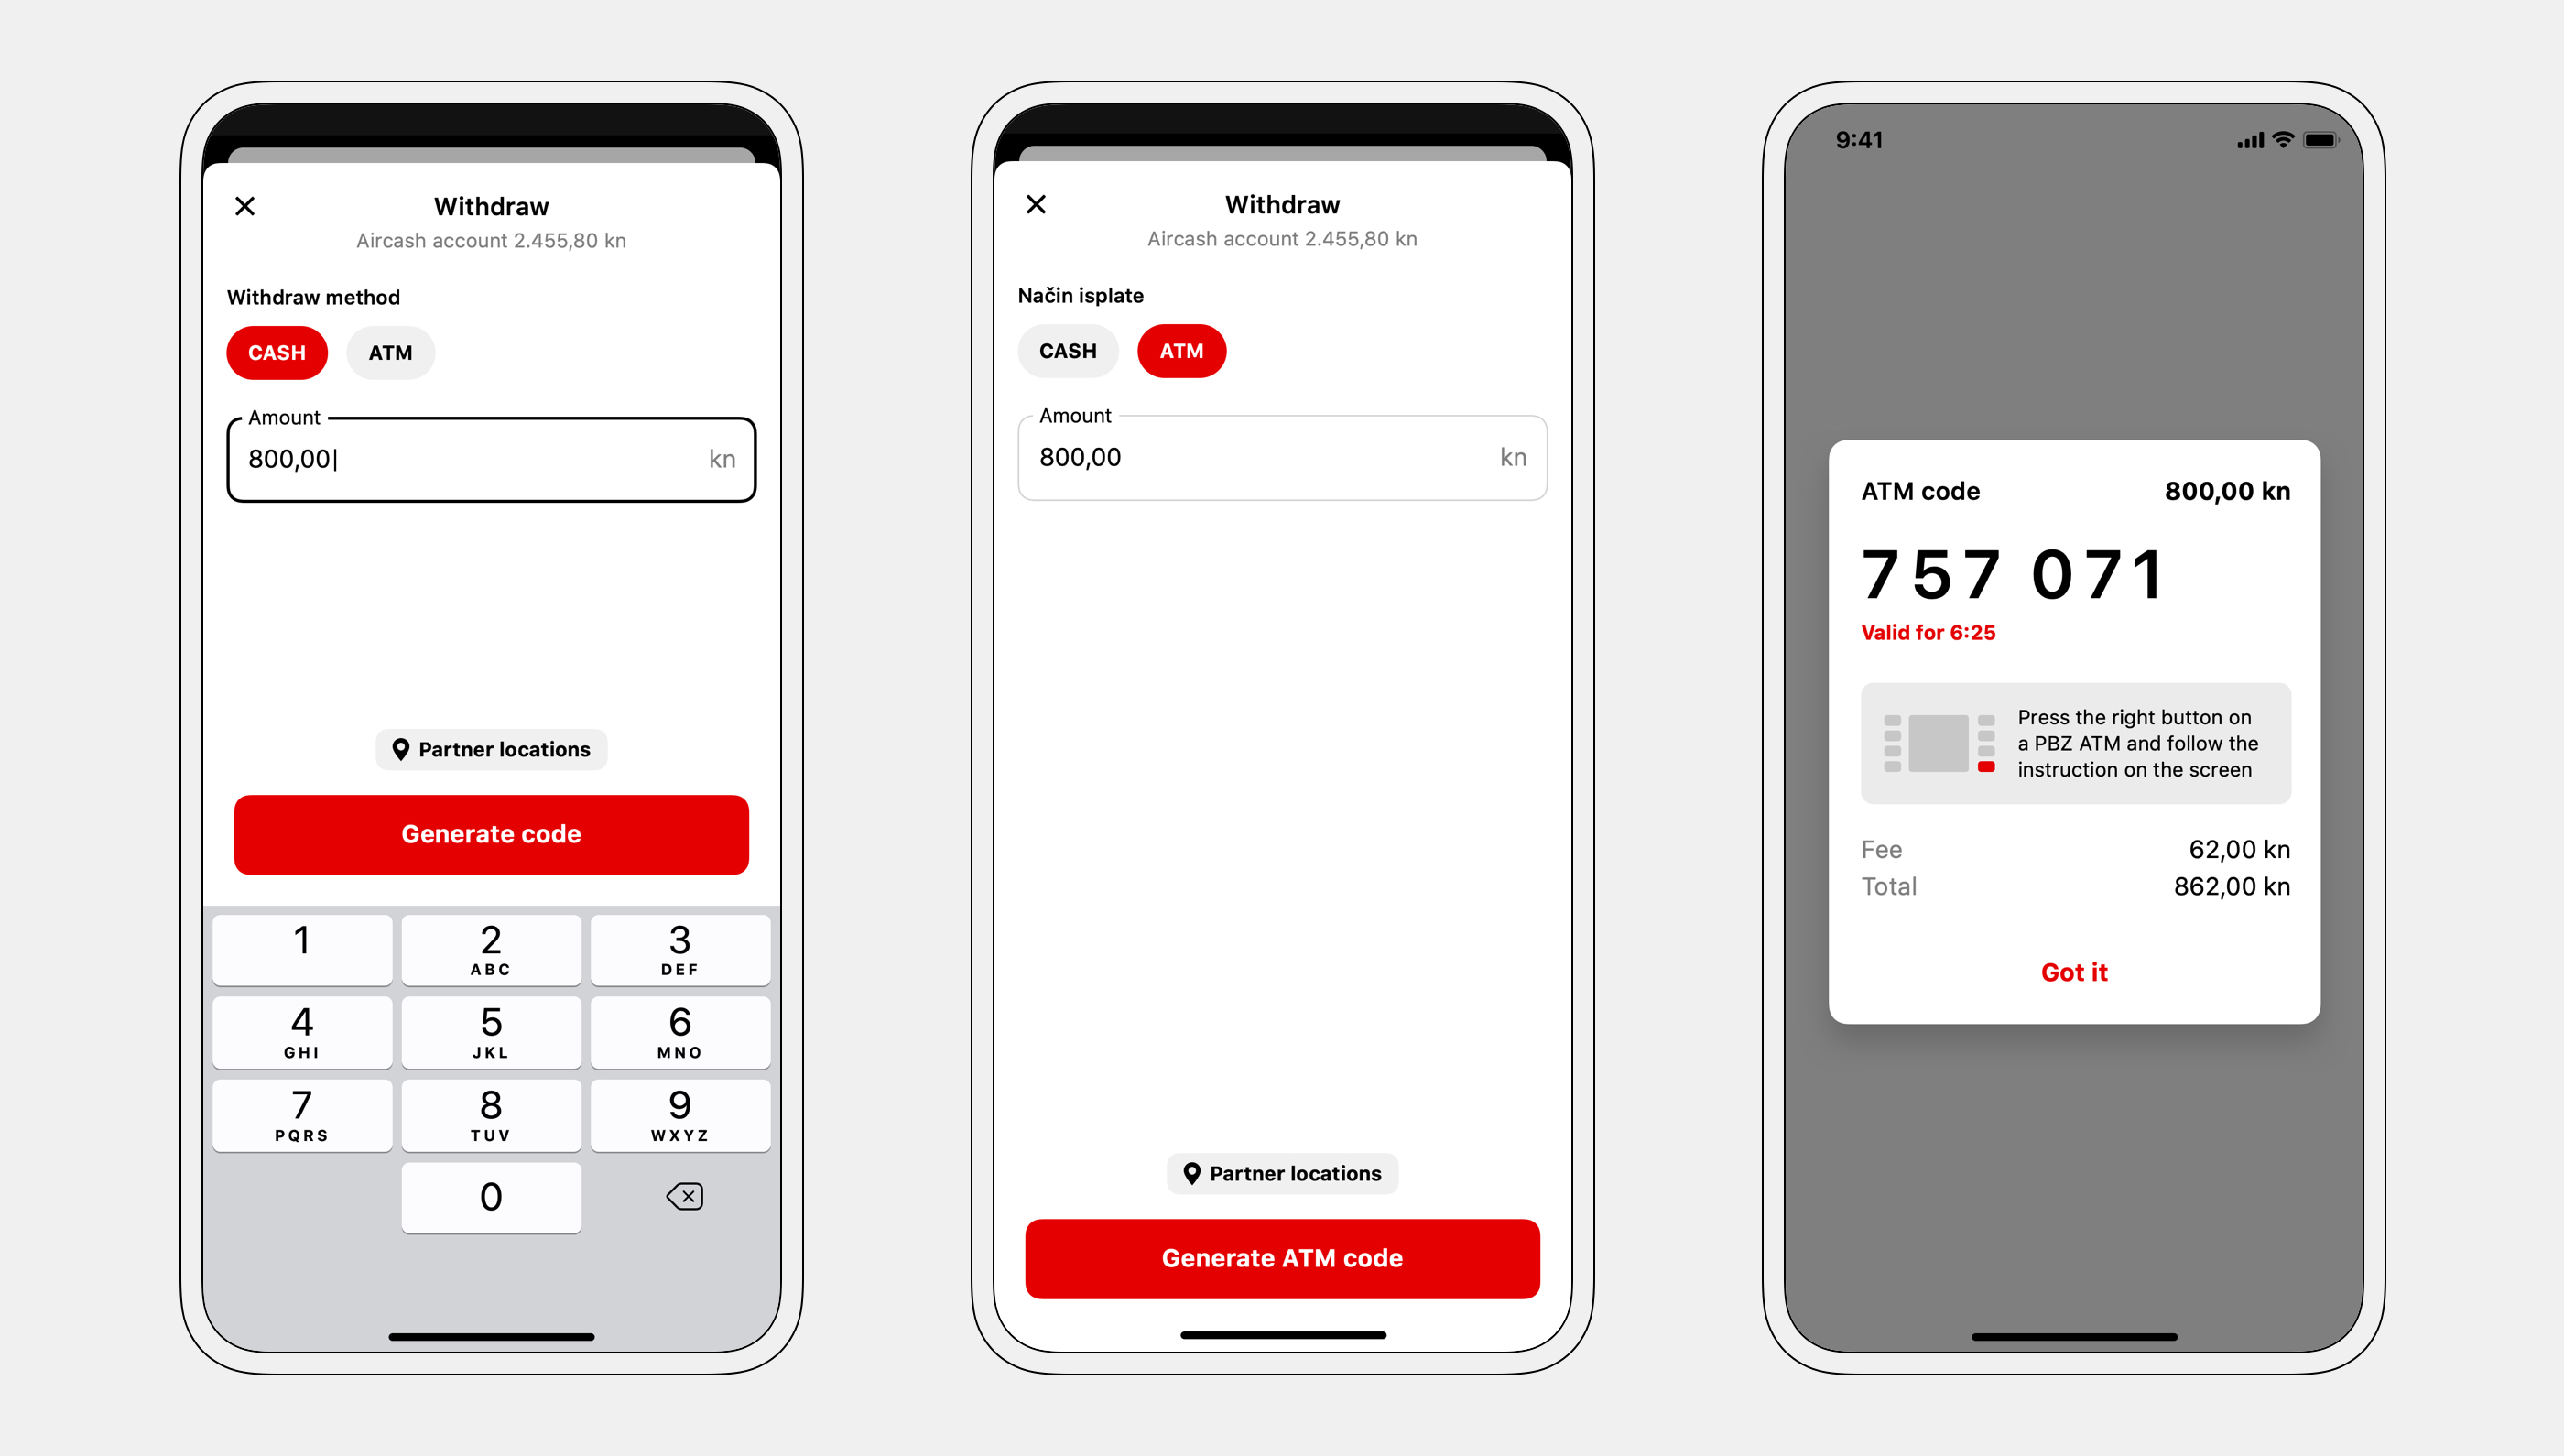 Withdraw
Aircash account 2.455,80 kn
Withdraw method
CASH ATM
Amount
800,00 kn
Partner locations
Generate code
1 2 3
ABC DEF
4 5 6
GHI JKL MNO
7 8 9
PQRS TUV WXYZ
0
Withdraw
Aircash account 2.455,80 kn
Način isplate
CASH ATM
Amount
800,00 kn
Partner locations
Generate ATM code
9:41
ATM code 800,00 kn
757 071
Valid for 6:25
Press the right button on
a PBZ ATM and follow the
instruction on the screen
Fee 62,00 kn
Total 862,00 kn
Got it